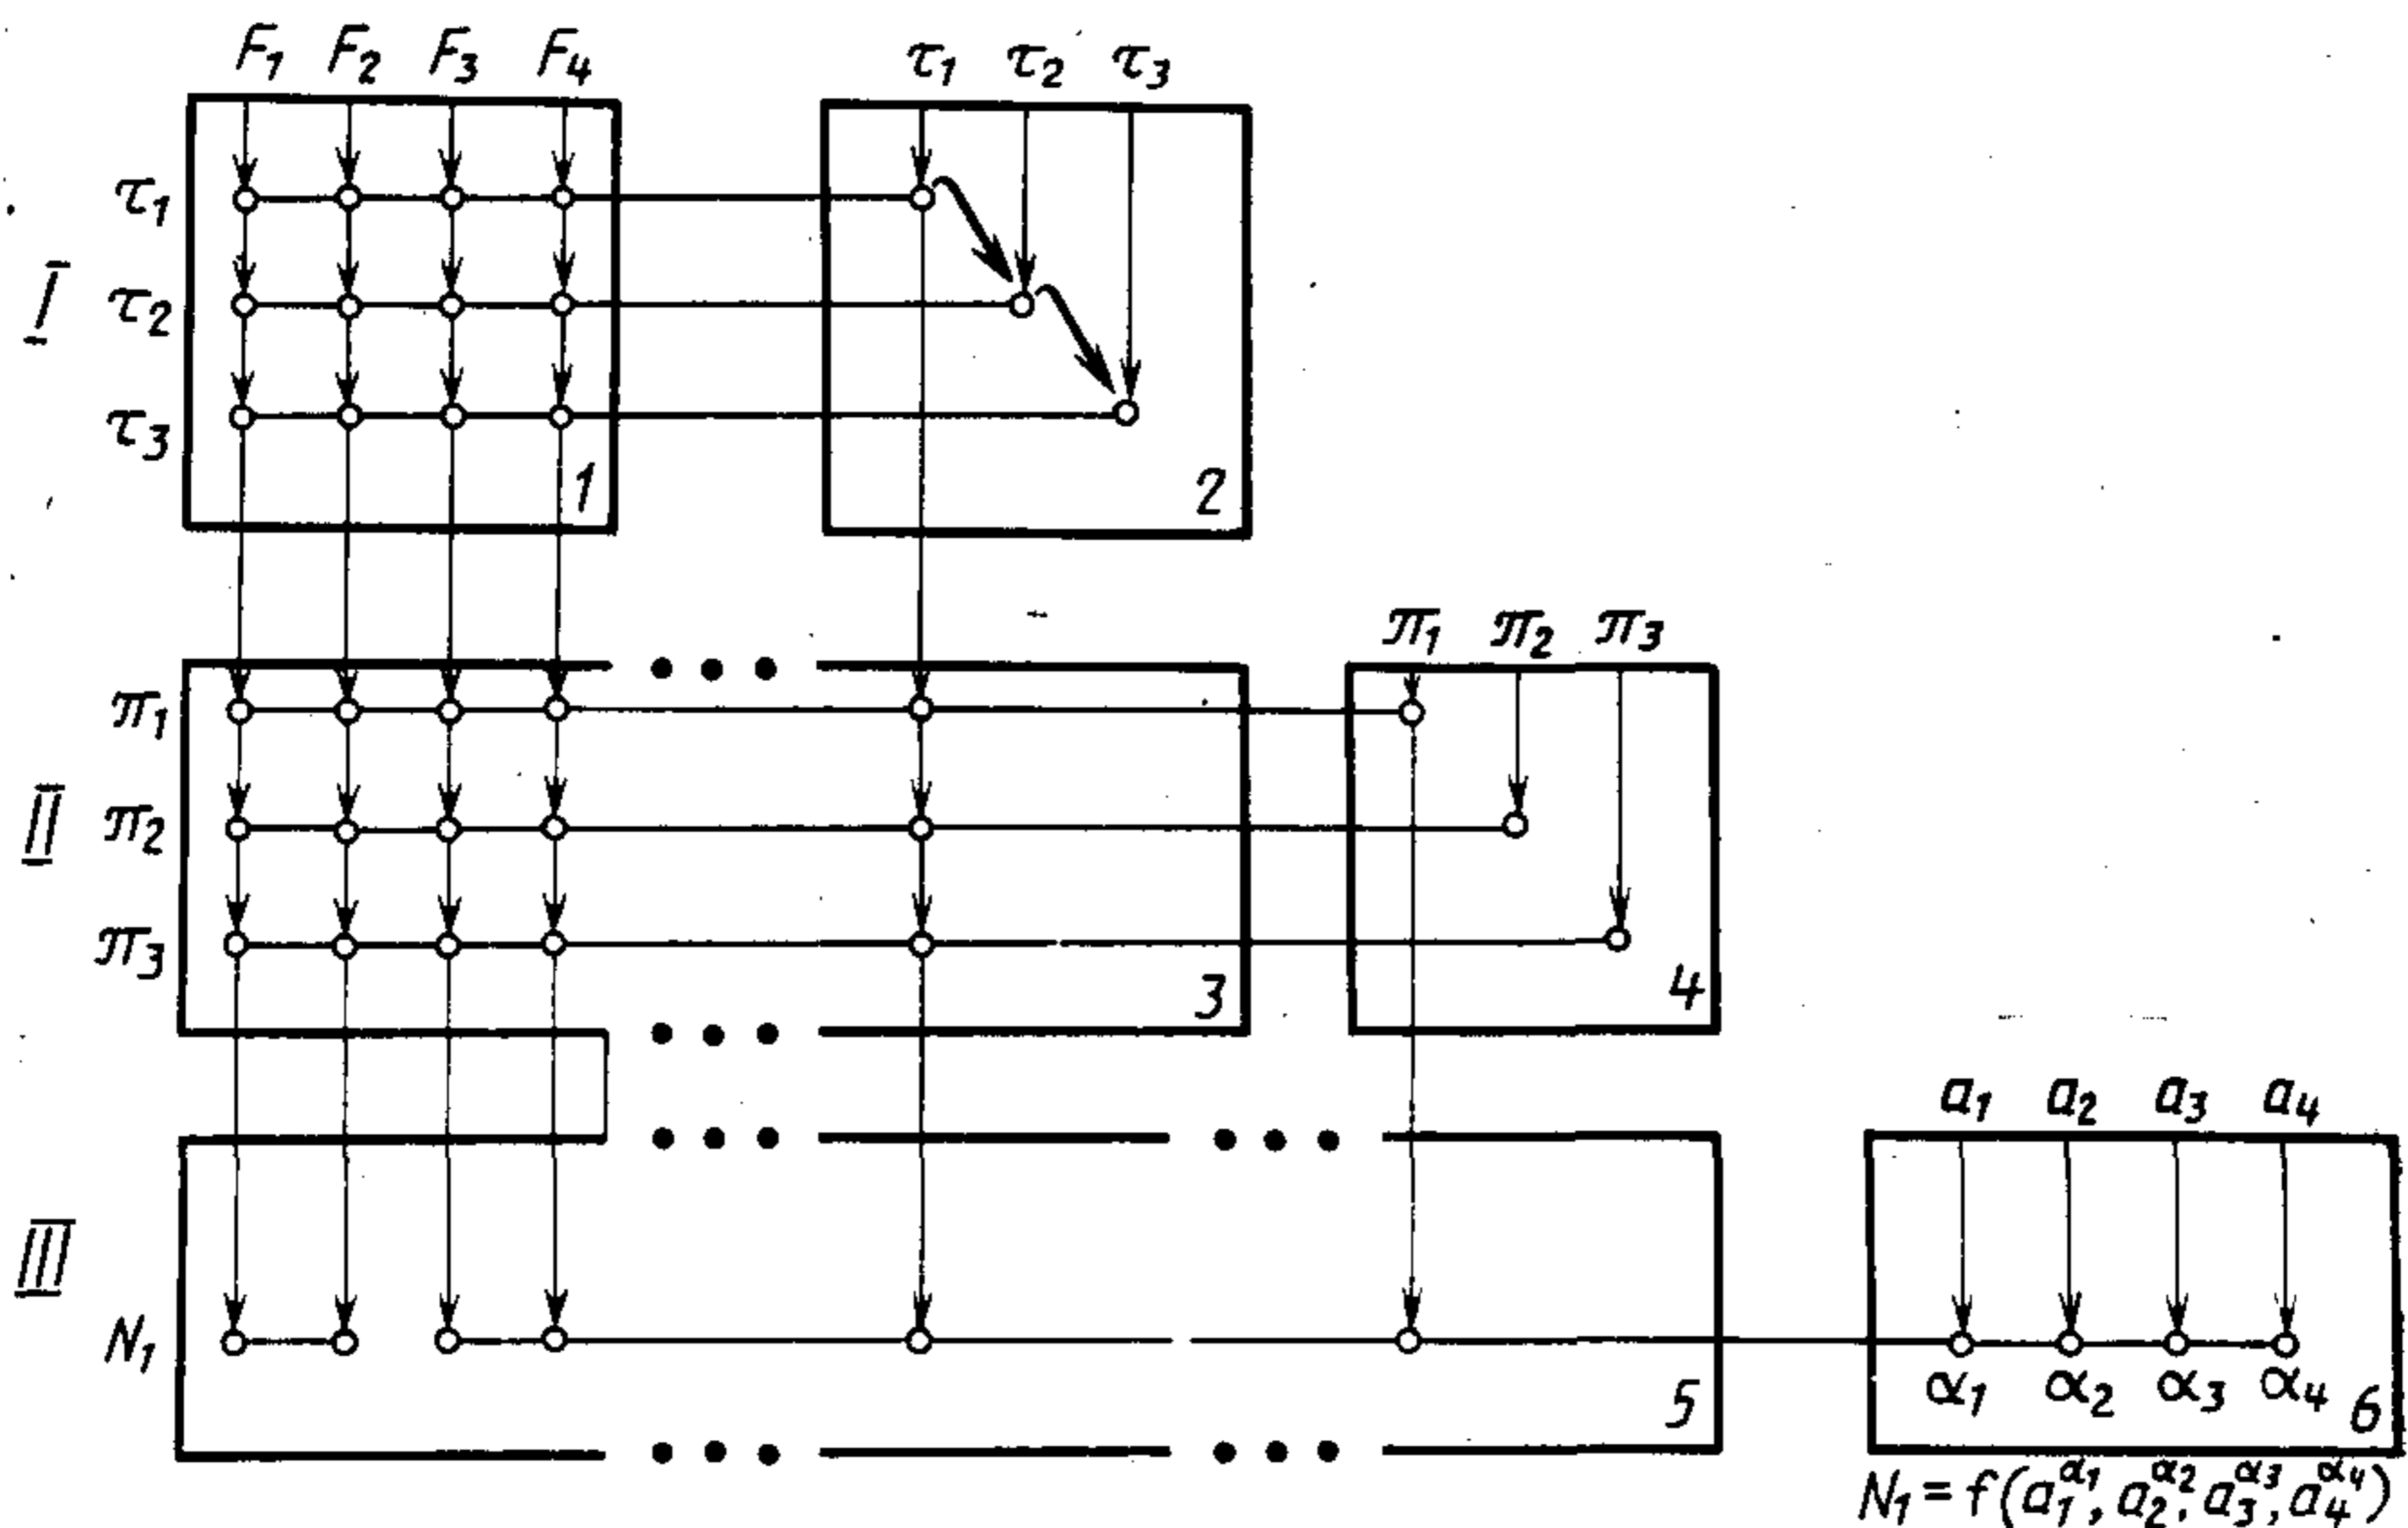 F₁ F₂ F₃ F₄ τ₁ τ₂ τ₃
τ₁
I τ₂
τ₃
1 2
π₁ π₂ π₃
π₁
II π₂
π₃
3 4
a₁ a₂ a₃ a₄
III
N₁
α₁ α₂ α₃ α₄
5 6
N₁ = f(a₁^α₁, a₂^α₂, a₃^α₃, a₄^α₄)